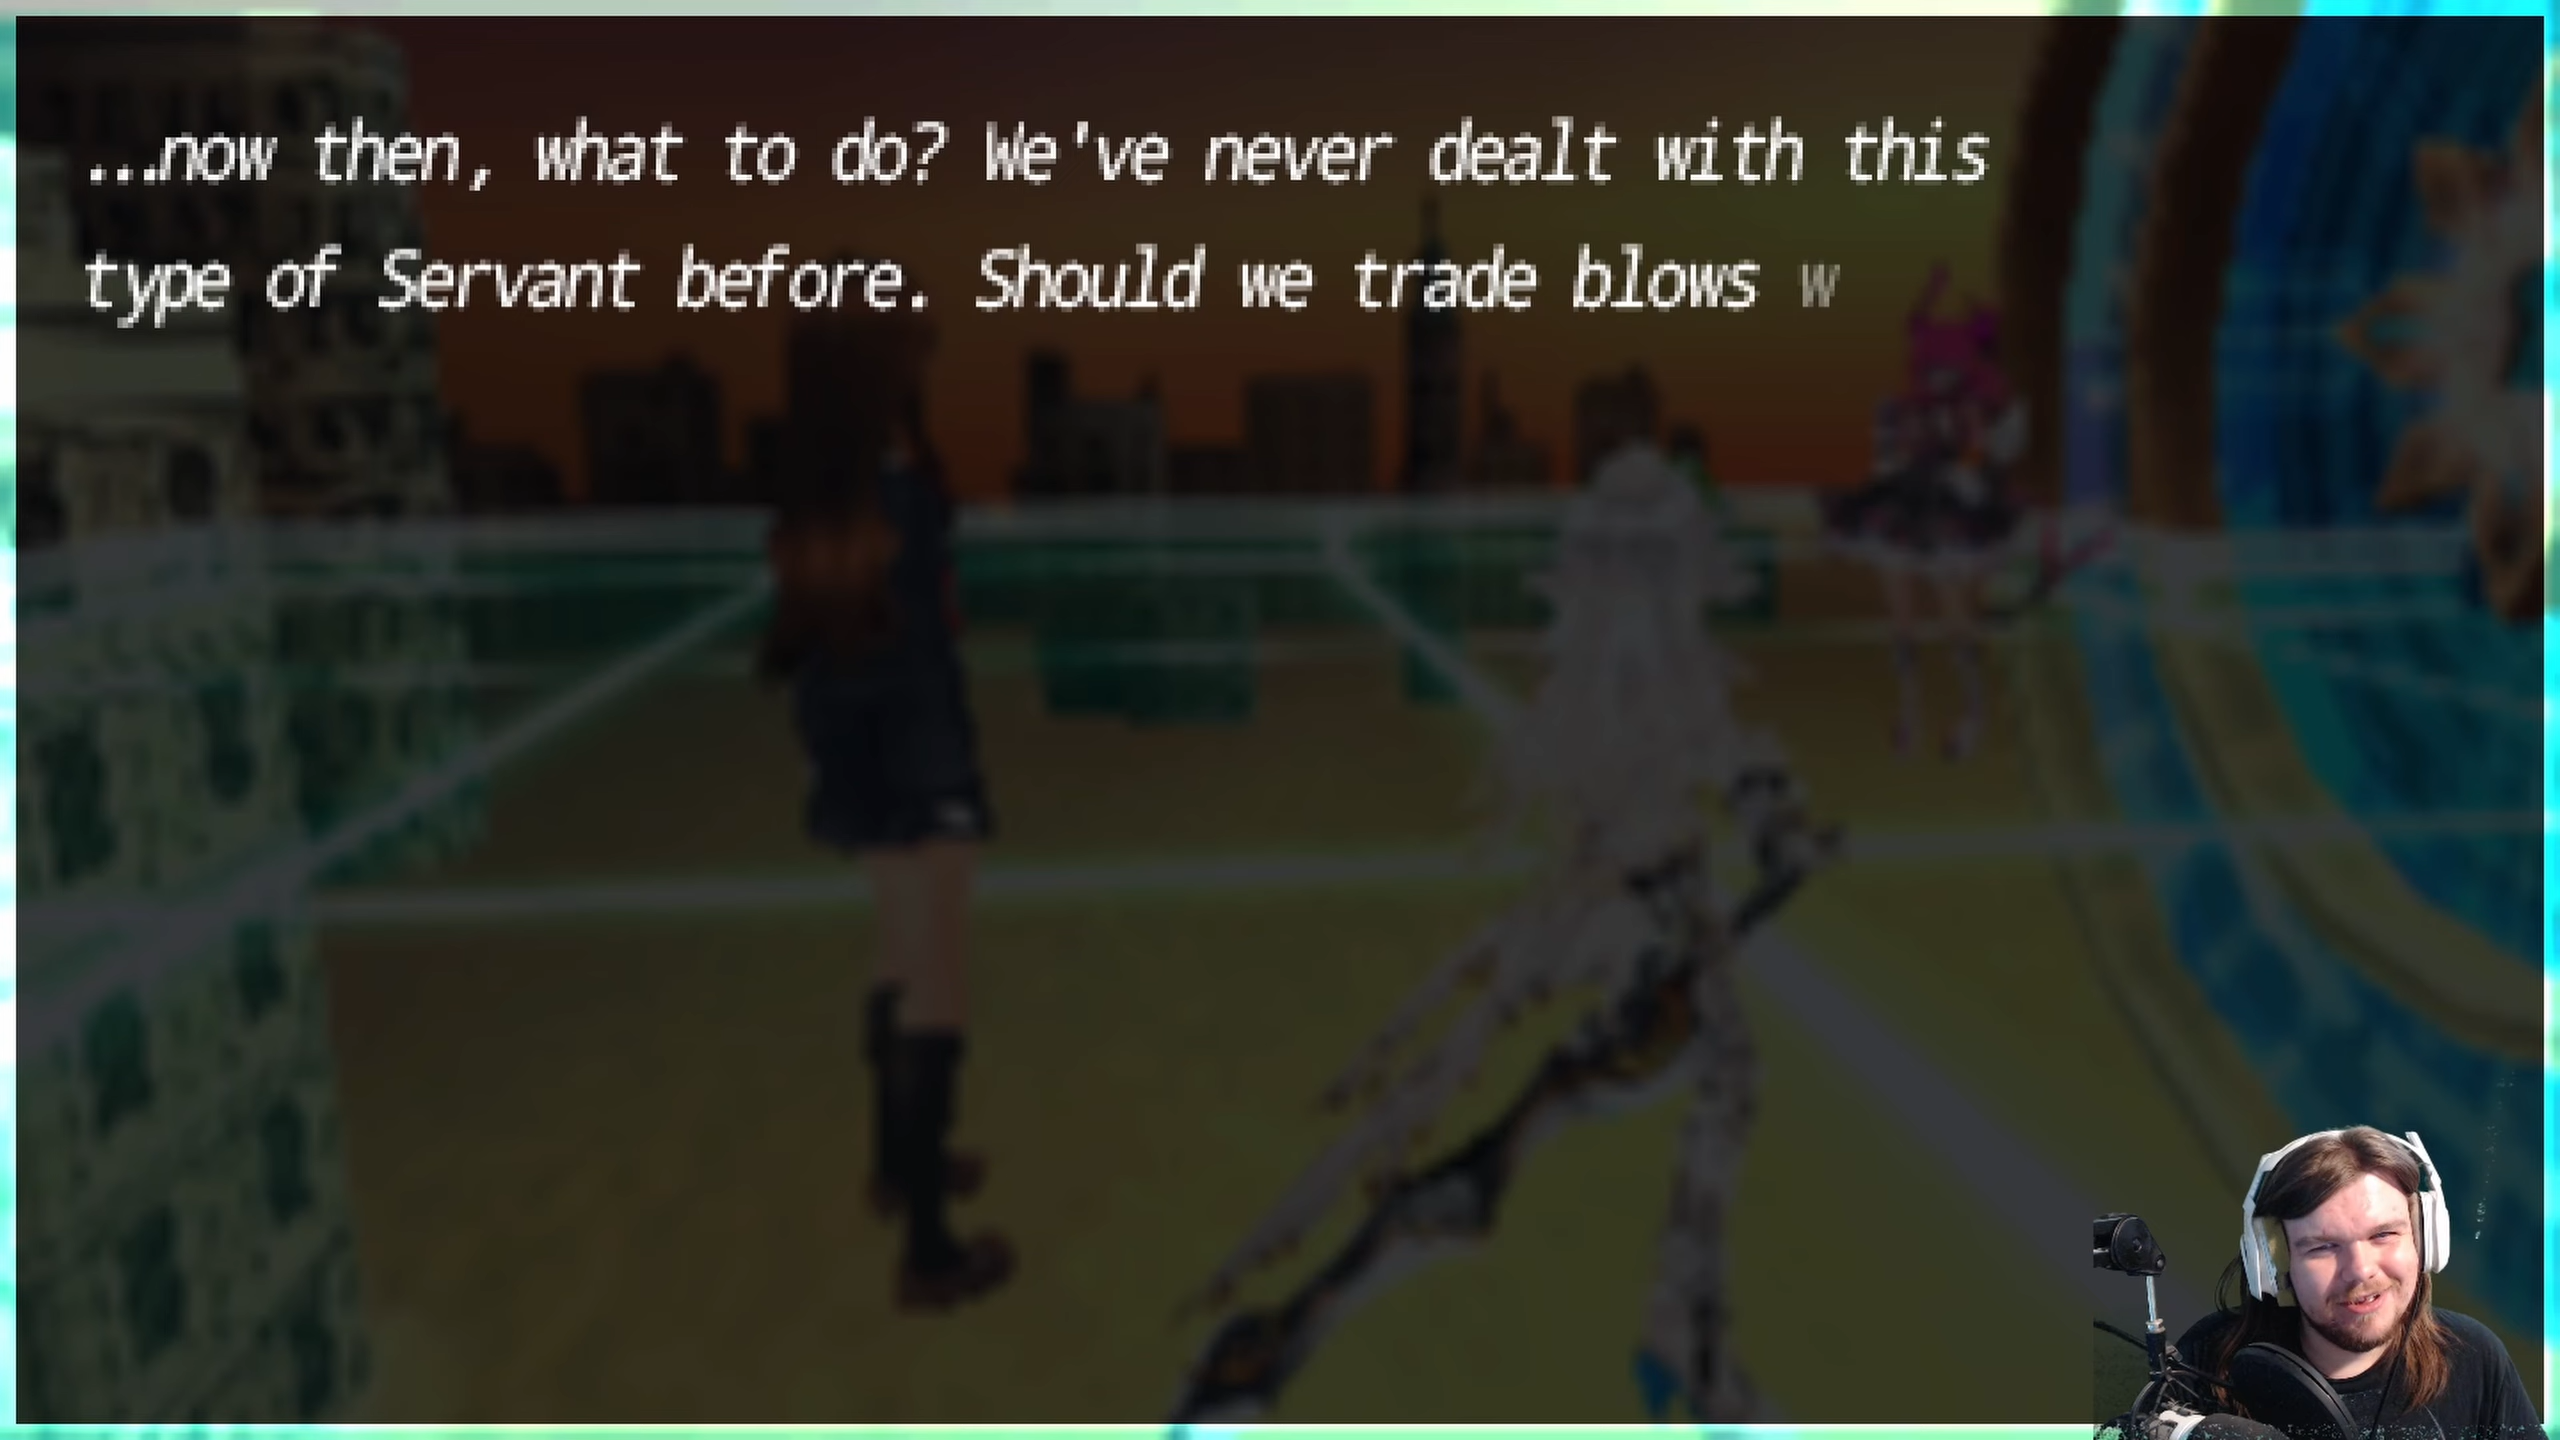 …now then, what to do? We've never dealt with this
type of Servant before. Should we trade blows w